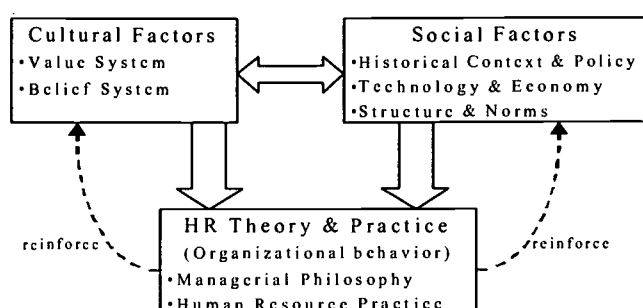 Cultural Factors
•Value System
•Belief System
Social Factors
•Historical Context & Policy
•Technology & Economy
•Structure & Norms
reinforce
HR Theory & Practice
(Organizational behavior)
•Managerial Philosophy
•Human Resource Practice
reinforce